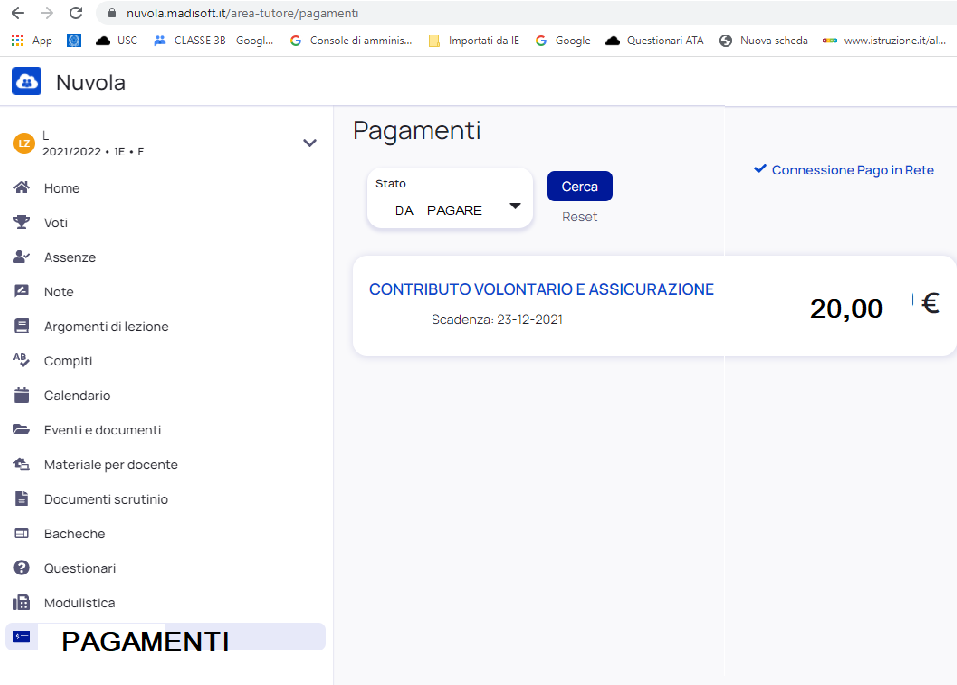 nuvola.madisoft.it/area-tutore/pagamenti
App USC CLASSE 3B Googl... Console di amminis... Importati da IE Google Questionari ATA Nuova scheda www.istruzione.it/al...
Nuvola
LZ L
2021/2022 • 1E • F
Home
Voti
Assenze
Note
Argomenti di lezione
Compiti
Calendario
Eventi e documenti
Materiale per docente
Documenti scrutinio
Bacheche
Questionari
Modulistica
PAGAMENTI
Pagamenti
Connessione Pago in Rete
Stato
DA PAGARE
Cerca
Reset
CONTRIBUTO VOLONTARIO E ASSICURAZIONE
Scadenza: 23-12-2021
20,00 €